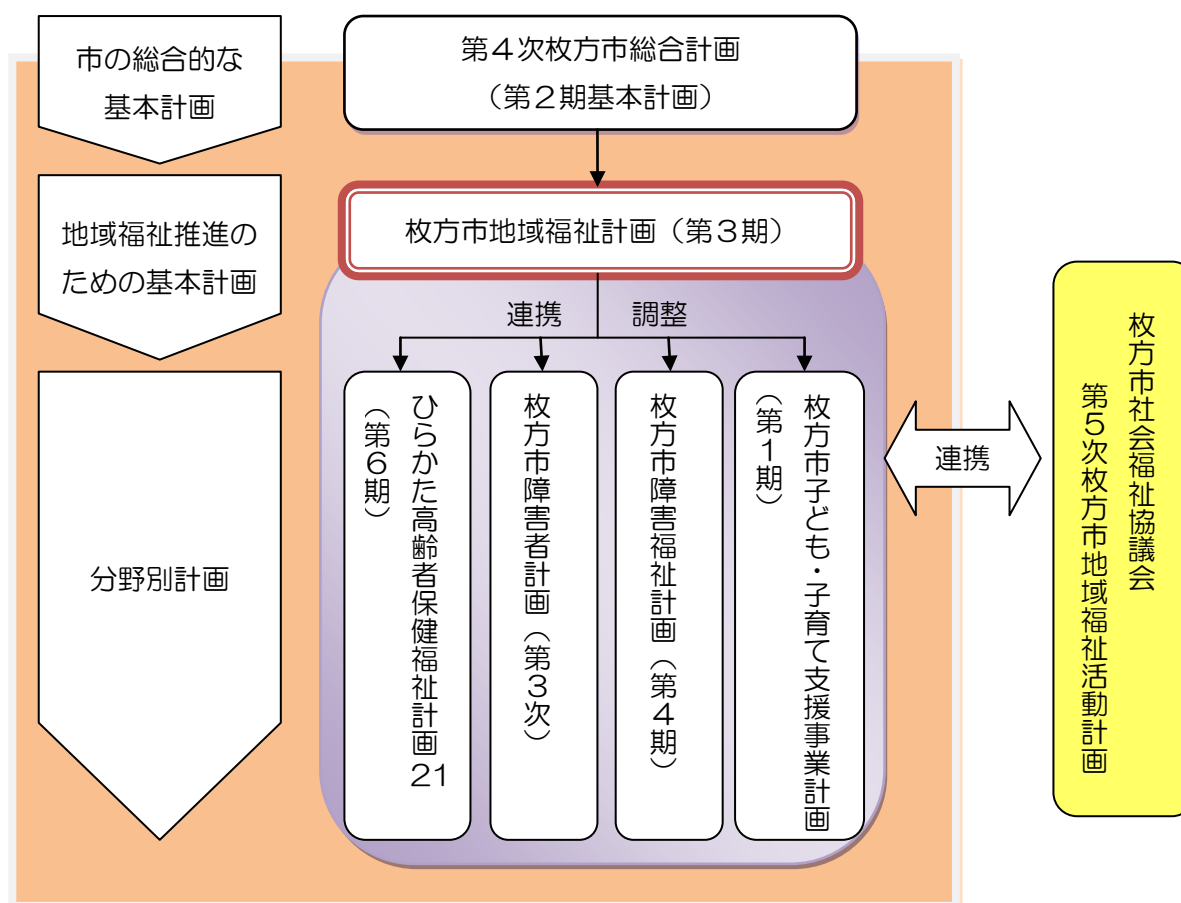 市の総合的な
基本計画
第４次枚方市総合計画
（第２期基本計画）
地域福祉推進の
ための基本計画
枚方市地域福祉計画（第３期）
連携　調整
分野別計画
ひらかた高齢者保健福祉計画21
（第６期）
枚方市障害者計画（第３次）
枚方市障害福祉計画（第４期）
枚方市子ども・子育て支援事業計画
（第１期）
連携
枚方市社会福祉協議会
第５次枚方市地域福祉活動計画